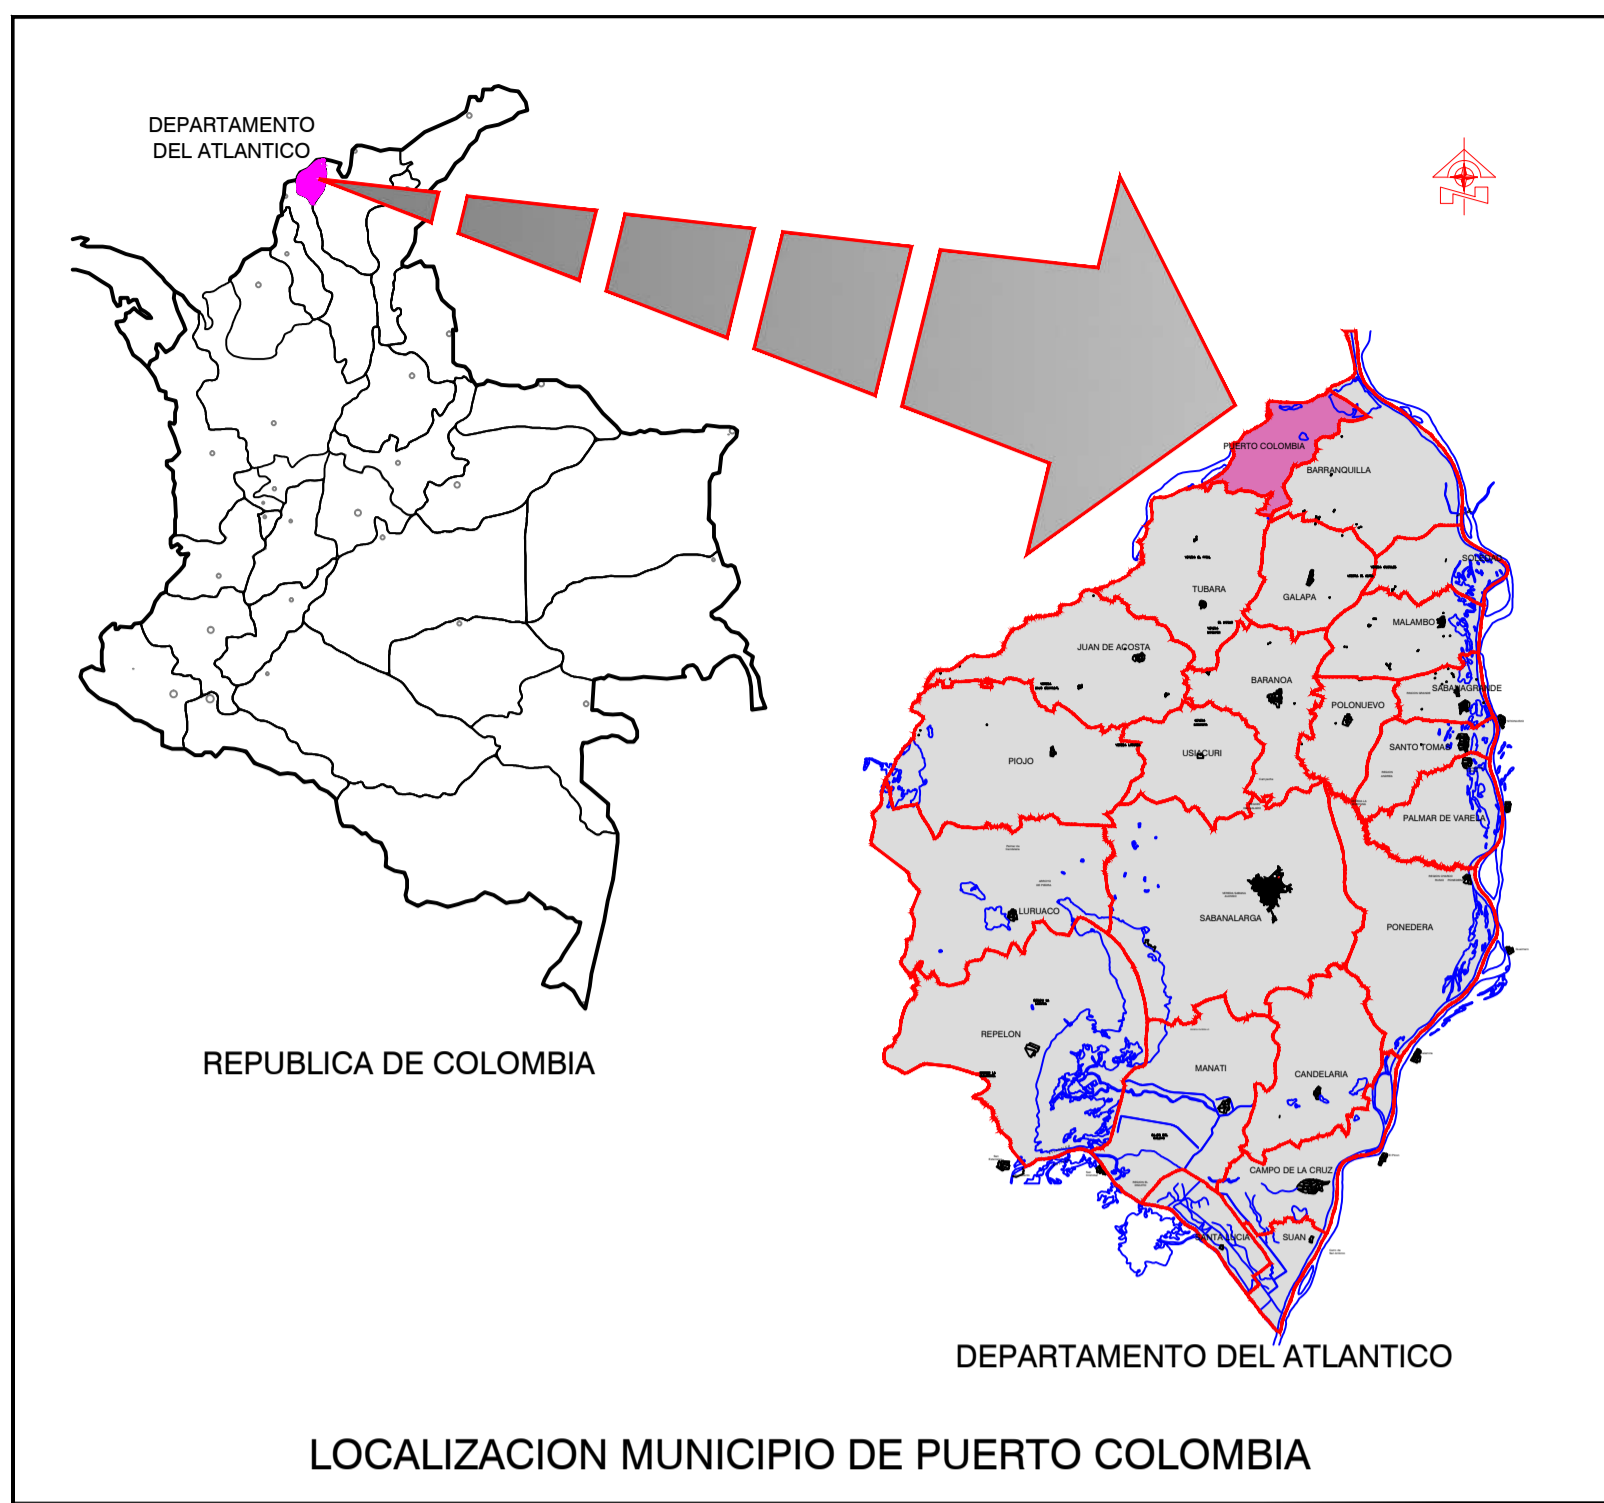 DEPARTAMENTO
DEL ATLANTICO
PUERTO COLOMBIA
BARRANQUILLA
SOLEDAD
TUBARA
GALAPA
MALAMBO
JUAN DE ACOSTA
BARANOA
SABANAGRANDE
POLONUEVO
SANTO TOMAS
PIOJO
USIACURI
PALMAR DE VARELA
LURUACO
SABANALARGA
PONEDERA
REPELON
MANATI
CANDELARIA
CAMPO DE LA CRUZ
SANTA LUCIA
SUAN
REPUBLICA DE COLOMBIA
DEPARTAMENTO DEL ATLANTICO
LOCALIZACION MUNICIPIO DE PUERTO COLOMBIA